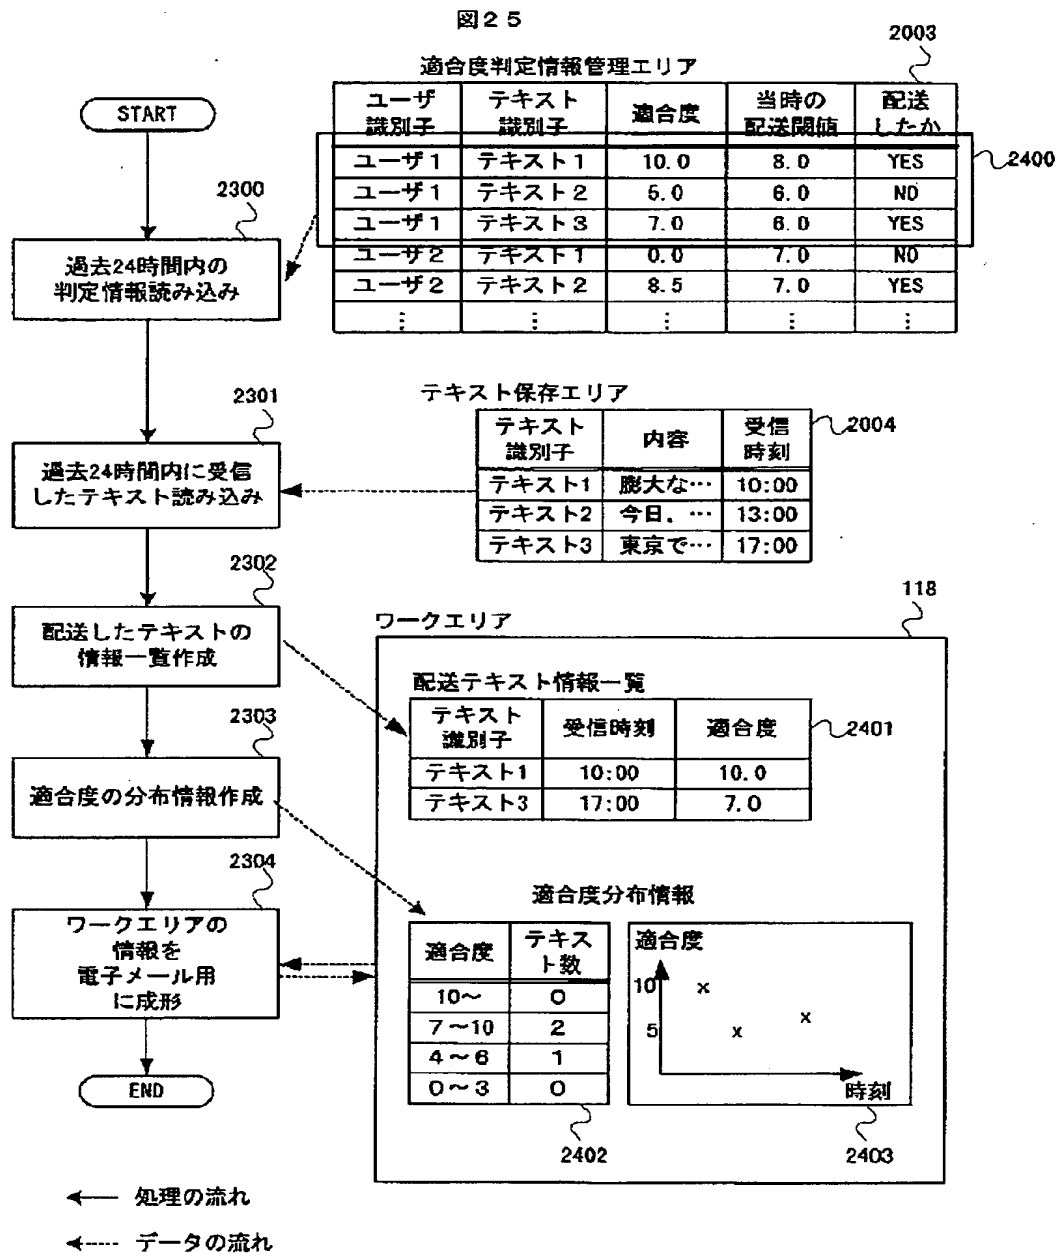 図25
2003
適合度判定情報管理エリア
START
ユーザ
識別子
テキスト
識別子
適合度
当時の
配送閾値
配送
したか
ユーザ1 テキスト1 10.0 8.0 YES
2400
ユーザ1 テキスト2 5.0 6.0 NO
ユーザ1 テキスト3 7.0 6.0 YES
ユーザ2 テキスト1 0.0 7.0 NO
ユーザ2 テキスト2 8.5 7.0 YES
⋮ ⋮ ⋮ ⋮ ⋮
2300
過去24時間内の
判定情報読み込み
テキスト保存エリア
2004
テキスト
識別子
内容
受信
時刻
テキスト1 膨大な… 10:00
テキスト2 今日、… 13:00
テキスト3 東京で… 17:00
2301
過去24時間内に受信
したテキスト読み込み
2302
配送したテキストの
情報一覧作成
118
ワークエリア
配送テキスト情報一覧
テキスト
識別子
受信時刻
適合度
2401
テキスト1 10:00 10.0
テキスト3 17:00 7.0
2303
適合度の分布情報作成
2304
ワークエリアの
情報を
電子メール用
に成形
適合度分布情報
適合度
テキス
ト数
10~ 0
7~10 2
4~6 1
0~3 0
2402
適合度
10
5
時刻
2403
END
処理の流れ
データの流れ